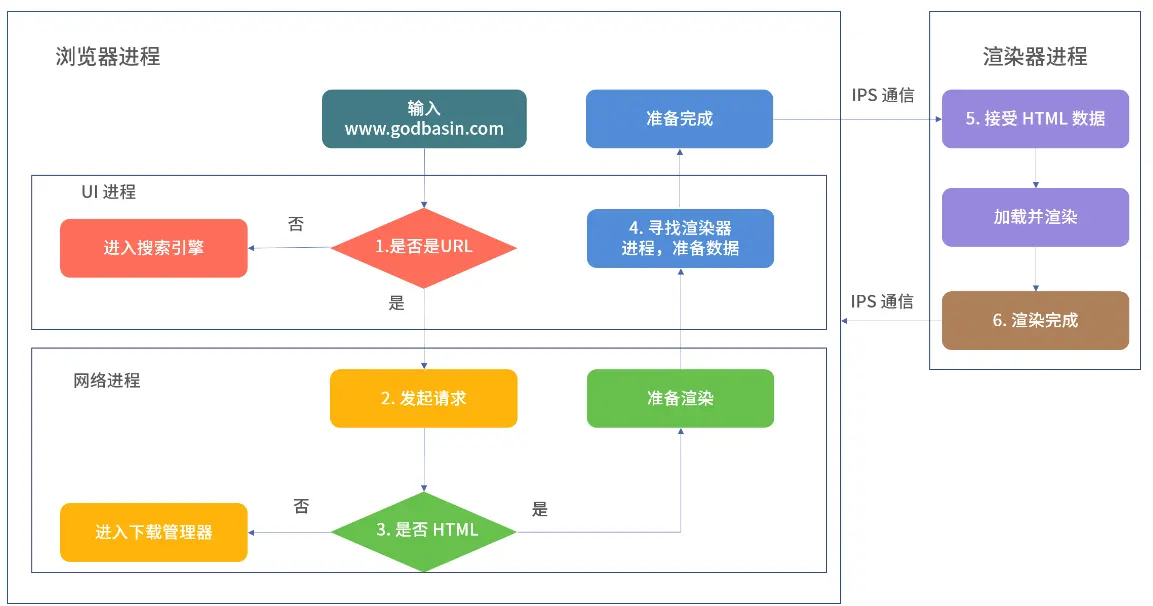 浏览器进程
输入
www.godbasin.com
准备完成
IPS 通信
渲染器进程
5. 接受 HTML 数据
UI 进程
进入搜索引擎
否
1.是否是URL
是
4. 寻找渲染器
进程，准备数据
加载并渲染
IPS 通信
6. 渲染完成
网络进程
2. 发起请求
准备渲染
进入下载管理器
否
3. 是否 HTML
是